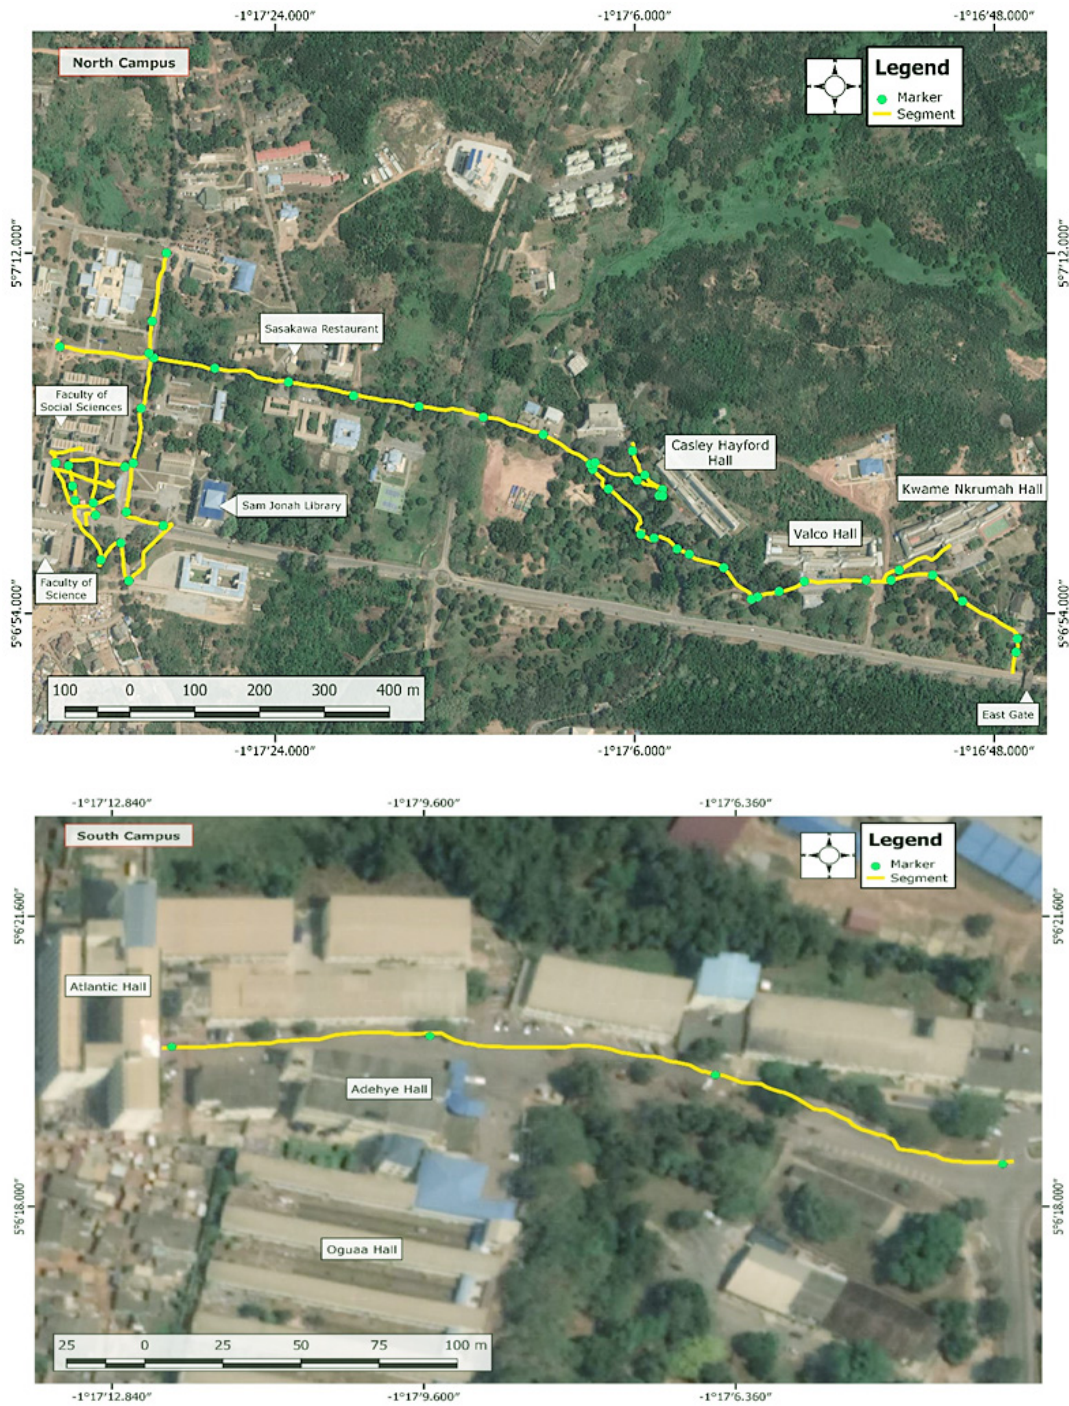 -1°17'24.000" -1°17'6.000" -1°16'48.000"
North Campus
Legend
Marker
Segment
5°7'12.000" 5°7'12.000"
Sasakawa Restaurant
Faculty of
Social Sciences
Casley Hayford
Hall
Kwame Nkrumah Hall
Sam Jonah Library
Valco Hall
Faculty of
Science
5°6'54.000" 5°6'54.000"
100 0 100 200 300 400 m
East Gate
-1°17'24.000" -1°17'6.000" -1°16'48.000"
-1°17'12.840" -1°17'9.600" -1°17'6.360"
South Campus
Legend
Marker
Segment
5°6'21.600" 5°6'21.600"
Atlantic Hall
Adehye Hall
5°6'18.000" 5°6'18.000"
Oguaa Hall
25 0 25 50 75 100 m
-1°17'12.840" -1°17'9.600" -1°17'6.360"